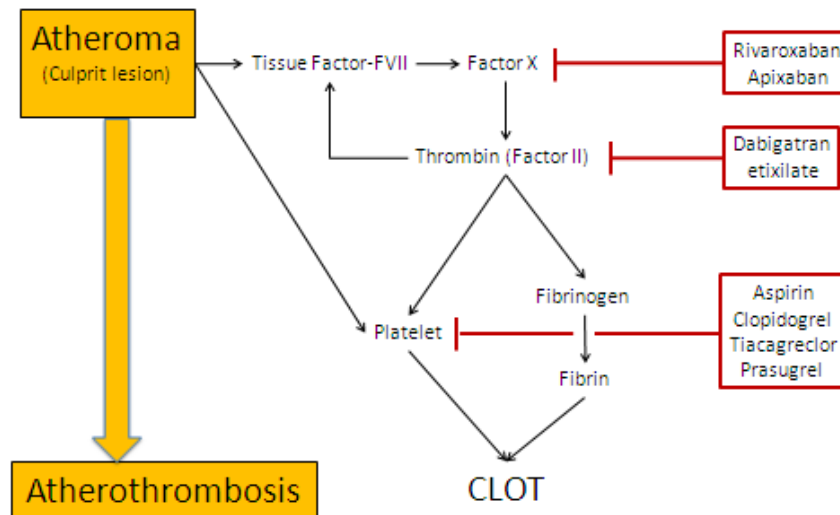 Atheroma
(Culprit lesion)
Tissue Factor-FVII
Factor X
Rivaroxaban
Apixaban
Thrombin (Factor II)
Dabigatran
etixilate
Fibrinogen
Platelet
Aspirin
Clopidogrel
Tiacagreclor
Prasugrel
Fibrin
Atherothrombosis
CLOT